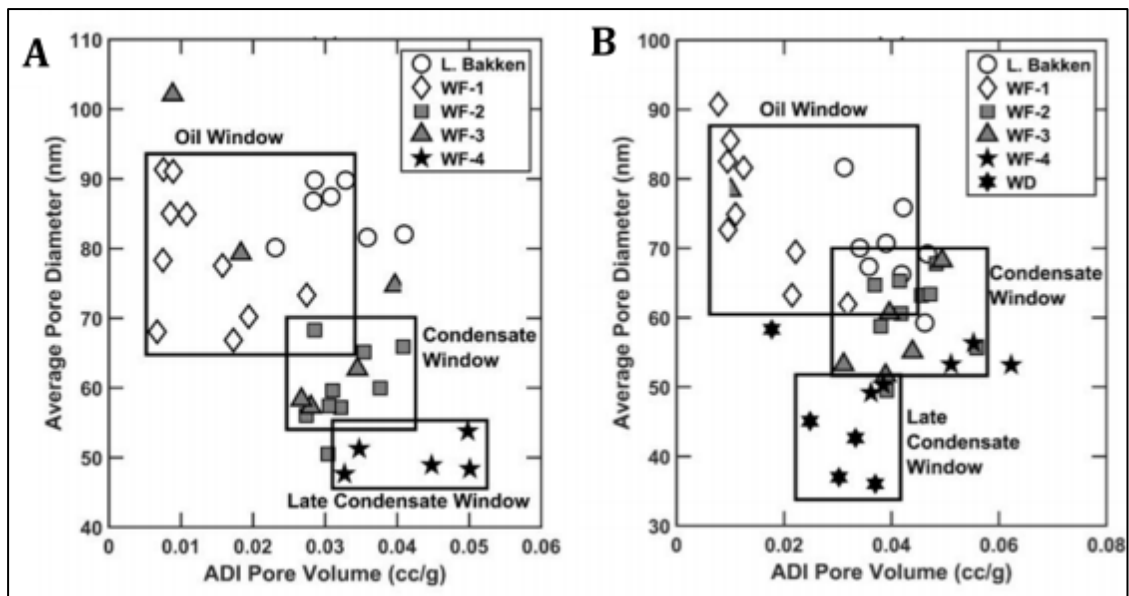 A
110
100
90
80
70
60
50
40
Average Pore Diameter (nm)
L. Bakken
WF-1
WF-2
WF-3
WF-4
Oil Window
Condensate
Window
Late Condensate Window
0
0.01
0.02
0.03
0.04
0.05
0.06
ADI Pore Volume (cc/g)
B
100
90
80
70
60
50
40
30
Average Pore Diameter (nm)
L. Bakken
WF-1
WF-2
WF-3
WF-4
WD
Oil Window
Condensate
Window
Late
Condensate
Window
0
0.02
0.04
0.06
0.08
ADI Pore Volume (cc/g)